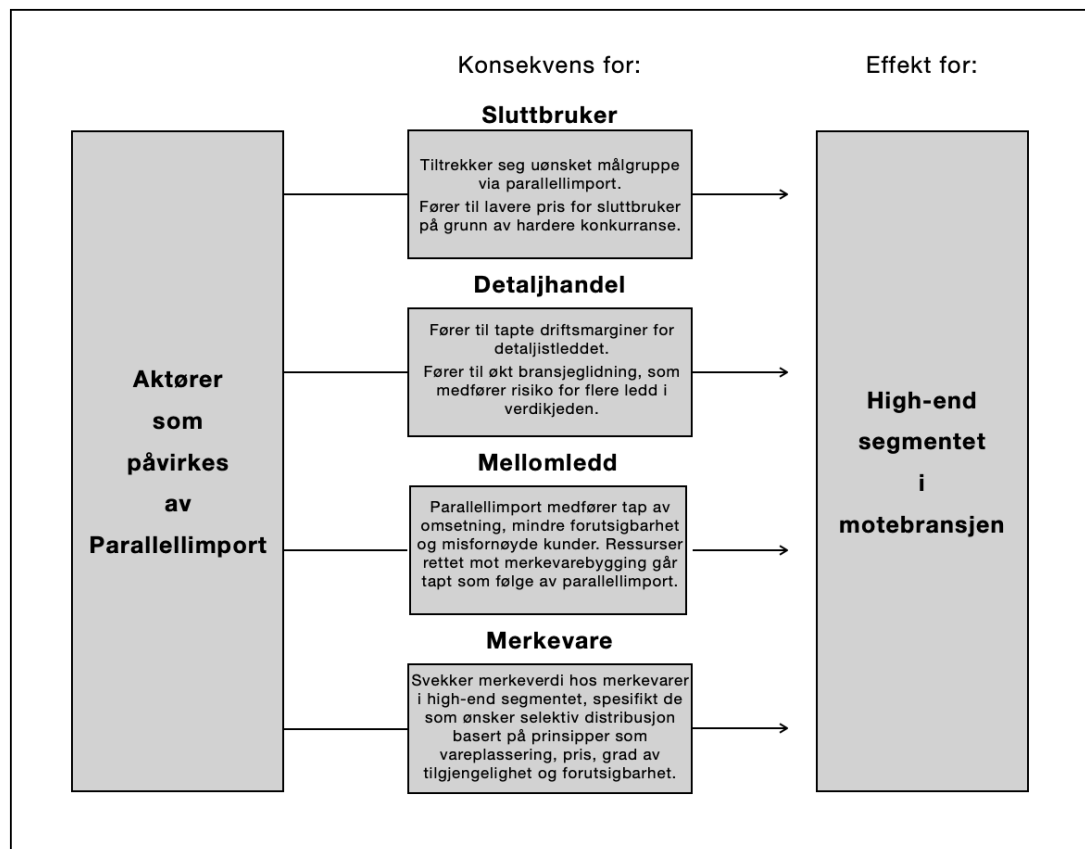 Konsekvens for:
Effekt for:
Aktører
som
påvirkes
av
Parallellimport
Sluttbruker
Tiltrekker seg uønsket målgruppe
via parallellimport.
Fører til lavere pris for sluttbruker
på grunn av hardere konkurranse.
Detaljhandel
Fører til tapte driftsmarginer for
detaljistleddet.
Fører til økt bransjeglidning, som
medfører risiko for flere ledd i
verdikjeden.
Mellomledd
Parallellimport medfører tap av
omsetning, mindre forutsigbarhet
og misfornøyde kunder. Ressurser
rettet mot merkevarebygging går
tapt som følge av parallellimport.
Merkevare
Svekker merkeverdi hos merkevarer
i high-end segmentet, spesifikt de
som ønsker selektiv distribusjon
basert på prinsipper som
vareplassering, pris, grad av
tilgjengelighet og forutsigbarhet.
High-end
segmentet
i
motebransjen